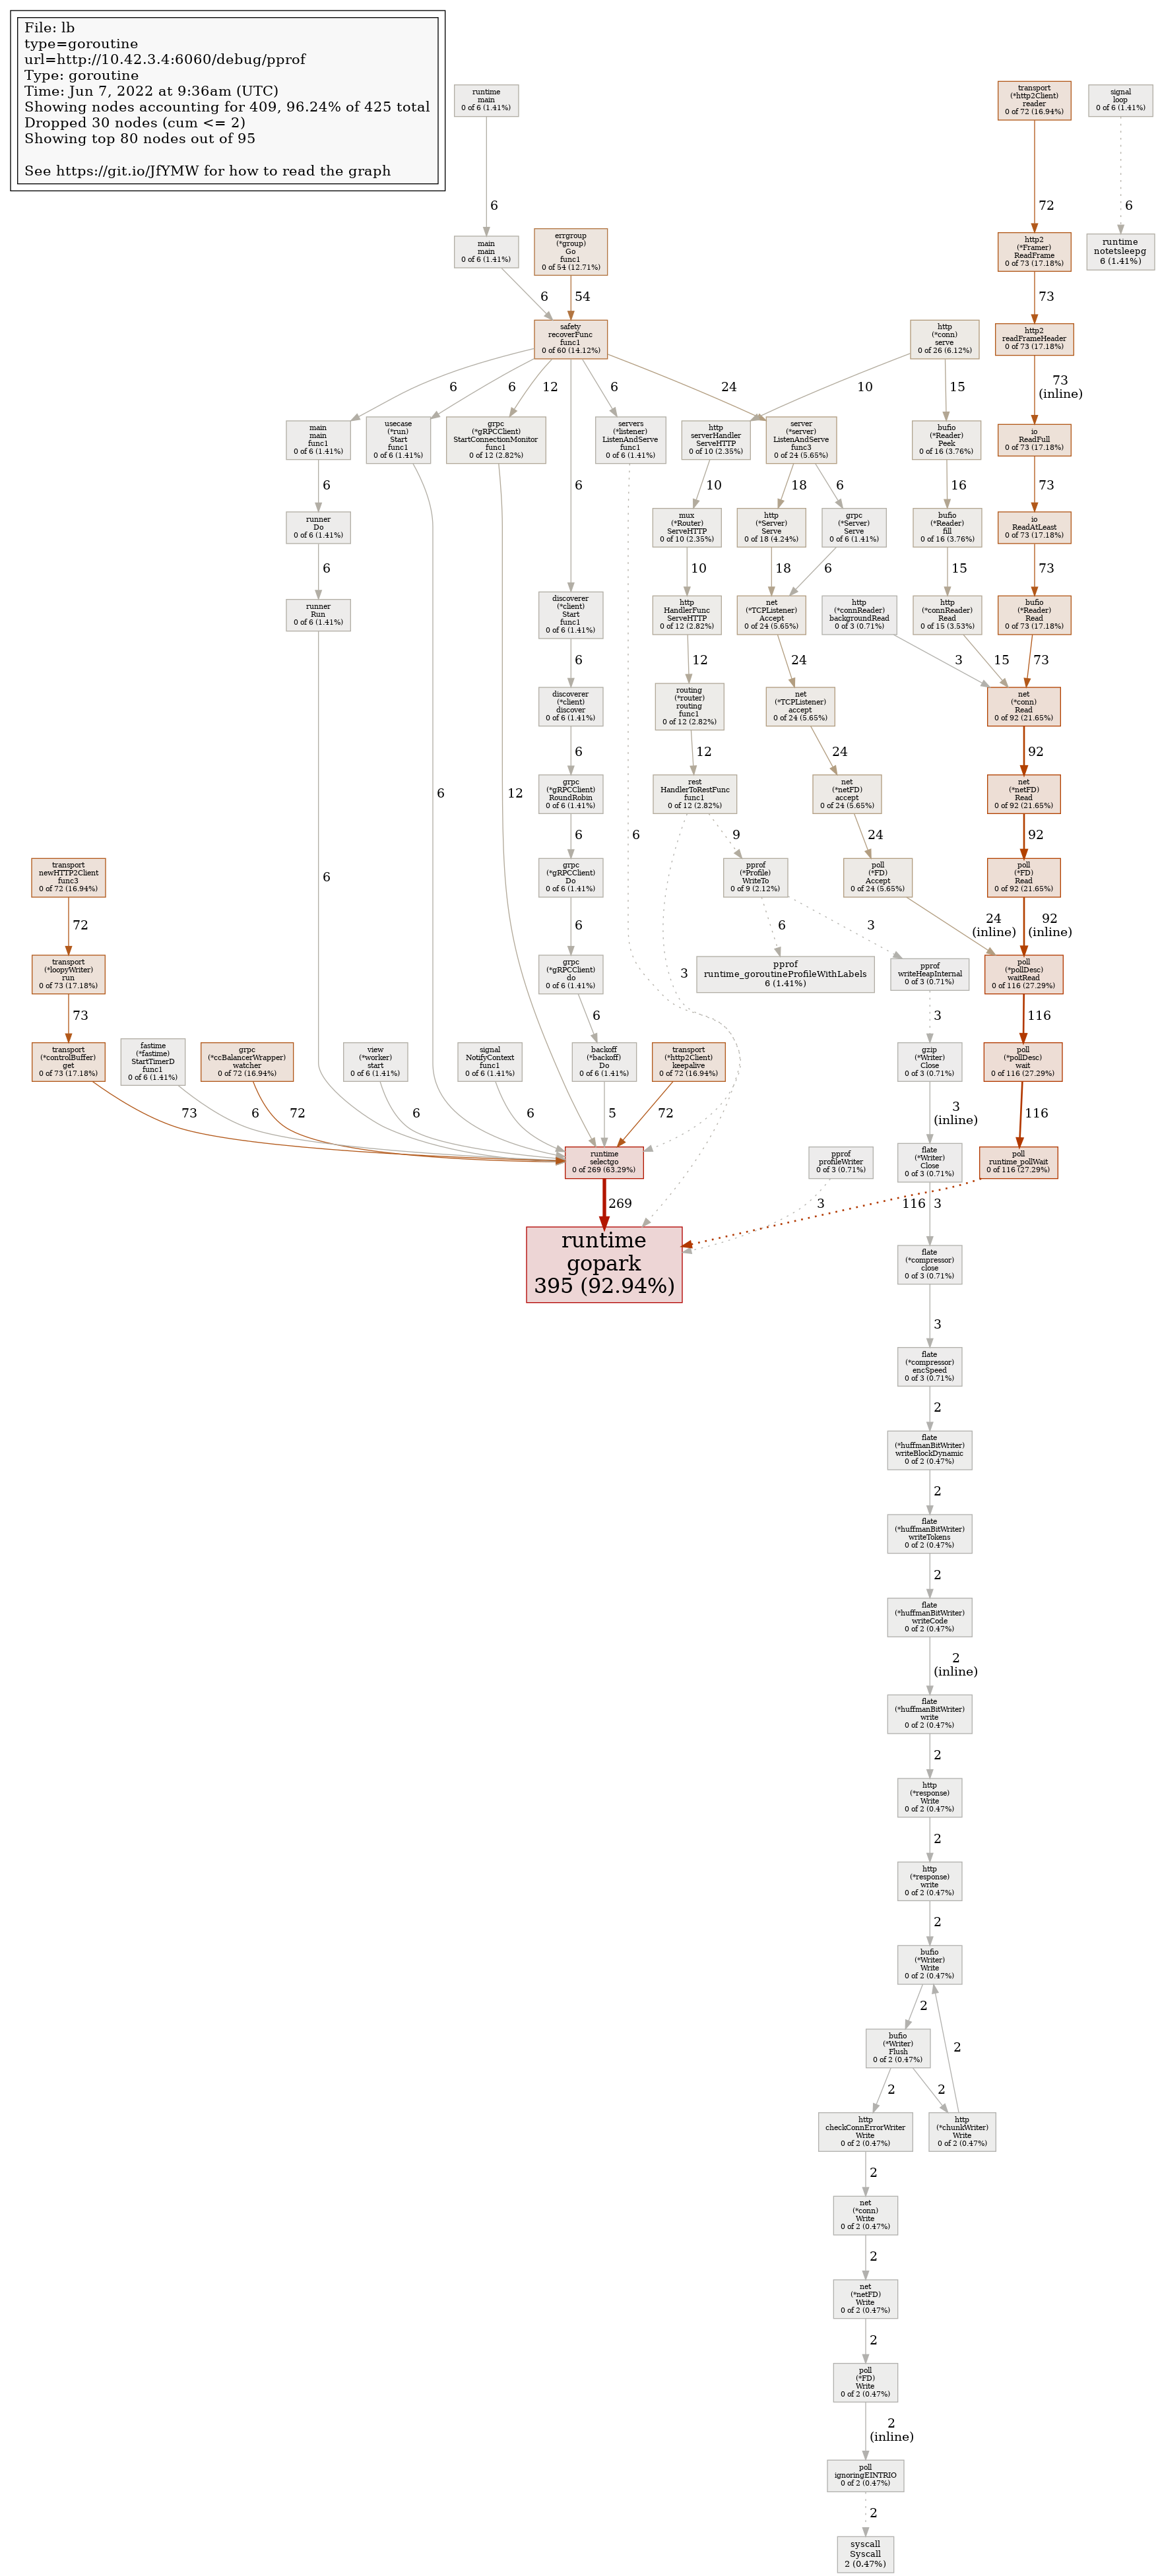 File: lb
type=goroutine
url=http://10.42.3.4:6060/debug/pprof
Type: goroutine
Time: Jun 7, 2022 at 9:36am (UTC)
Showing nodes accounting for 409, 96.24% of 425 total
Dropped 30 nodes (cum <= 2)
Showing top 80 nodes out of 95
See https://git.io/JfYMW for how to read the graph
runtime
main
0 of 6 (1.41%)
transport
(*http2Client)
reader
0 of 72 (16.94%)
signal
loop
0 of 6 (1.41%)
6
72
6
main
main
0 of 6 (1.41%)
errgroup
(*group)
Go
func1
0 of 54 (12.71%)
http2
(*Framer)
ReadFrame
0 of 73 (17.18%)
runtime
notetsleepg
6 (1.41%)
6
54
73
safety
recoverFunc
func1
0 of 60 (14.12%)
http
(*conn)
serve
0 of 26 (6.12%)
http2
readFrameHeader
0 of 73 (17.18%)
6
6
12
6
24
10
15
73
(inline)
main
main
func1
0 of 6 (1.41%)
usecase
(*run)
Start
func1
0 of 6 (1.41%)
grpc
(*gRPCClient)
StartConnectionMonitor
func1
0 of 12 (2.82%)
servers
(*listener)
ListenAndServe
func1
0 of 6 (1.41%)
http
serverHandler
ServeHTTP
0 of 10 (2.35%)
server
(*server)
ListenAndServe
func3
0 of 24 (5.65%)
bufio
(*Reader)
Peek
0 of 16 (3.76%)
io
ReadFull
0 of 73 (17.18%)
6
6
10
18
6
16
73
runner
Do
0 of 6 (1.41%)
mux
(*Router)
ServeHTTP
0 of 10 (2.35%)
http
(*Server)
Serve
0 of 18 (4.24%)
grpc
(*Server)
Serve
0 of 6 (1.41%)
bufio
(*Reader)
fill
0 of 16 (3.76%)
io
ReadAtLeast
0 of 73 (17.18%)
6
10
18
6
15
73
runner
Run
0 of 6 (1.41%)
discoverer
(*client)
Start
func1
0 of 6 (1.41%)
http
HandlerFunc
ServeHTTP
0 of 12 (2.82%)
net
(*TCPListener)
Accept
0 of 24 (5.65%)
http
(*connReader)
backgroundRead
0 of 3 (0.71%)
http
(*connReader)
Read
0 of 15 (3.53%)
bufio
(*Reader)
Read
0 of 73 (17.18%)
6
12
24
3
15
73
discoverer
(*client)
discover
0 of 6 (1.41%)
routing
(*router)
routing
func1
0 of 12 (2.82%)
net
(*TCPListener)
accept
0 of 24 (5.65%)
net
(*conn)
Read
0 of 92 (21.65%)
6
12
24
92
grpc
(*gRPCClient)
RoundRobin
0 of 6 (1.41%)
rest
HandlerToRestFunc
func1
0 of 12 (2.82%)
net
(*netFD)
accept
0 of 24 (5.65%)
net
(*netFD)
Read
0 of 92 (21.65%)
6
12
6
6
9
24
92
6
transport
newHTTP2Client
func3
0 of 72 (16.94%)
grpc
(*gRPCClient)
Do
0 of 6 (1.41%)
pprof
(*Profile)
WriteTo
0 of 9 (2.12%)
poll
(*FD)
Accept
0 of 24 (5.65%)
poll
(*FD)
Read
0 of 92 (21.65%)
72
6
6
3
24
(inline)
92
(inline)
transport
(*loopyWriter)
run
0 of 73 (17.18%)
grpc
(*gRPCClient)
do
0 of 6 (1.41%)
3
pprof
runtime_goroutineProfileWithLabels
6 (1.41%)
pprof
writeHeapInternal
0 of 3 (0.71%)
poll
(*pollDesc)
waitRead
0 of 116 (27.29%)
73
6
3
116
transport
(*controlBuffer)
get
0 of 73 (17.18%)
fastime
(*fastime)
StartTimerD
func1
0 of 6 (1.41%)
grpc
(*ccBalancerWrapper)
watcher
0 of 72 (16.94%)
view
(*worker)
start
0 of 6 (1.41%)
signal
NotifyContext
func1
0 of 6 (1.41%)
backoff
(*backoff)
Do
0 of 6 (1.41%)
transport
(*http2Client)
keepalive
0 of 72 (16.94%)
gzip
(*Writer)
Close
0 of 3 (0.71%)
poll
(*pollDesc)
wait
0 of 116 (27.29%)
73
6
72
6
6
5
72
3
(inline)
116
runtime
selectgo
0 of 269 (63.29%)
pprof
profileWriter
0 of 3 (0.71%)
flate
(*Writer)
Close
0 of 3 (0.71%)
poll
runtime_pollWait
0 of 116 (27.29%)
269
3
116
3
runtime
gopark
395 (92.94%)
flate
(*compressor)
close
0 of 3 (0.71%)
3
flate
(*compressor)
encSpeed
0 of 3 (0.71%)
2
flate
(*huffmanBitWriter)
writeBlockDynamic
0 of 2 (0.47%)
2
flate
(*huffmanBitWriter)
writeTokens
0 of 2 (0.47%)
2
flate
(*huffmanBitWriter)
writeCode
0 of 2 (0.47%)
2
(inline)
flate
(*huffmanBitWriter)
write
0 of 2 (0.47%)
2
http
(*response)
Write
0 of 2 (0.47%)
2
http
(*response)
write
0 of 2 (0.47%)
2
bufio
(*Writer)
Write
0 of 2 (0.47%)
2
bufio
(*Writer)
Flush
0 of 2 (0.47%)
2
2
2
http
checkConnErrorWriter
Write
0 of 2 (0.47%)
http
(*chunkWriter)
Write
0 of 2 (0.47%)
2
net
(*conn)
Write
0 of 2 (0.47%)
2
net
(*netFD)
Write
0 of 2 (0.47%)
2
poll
(*FD)
Write
0 of 2 (0.47%)
2
(inline)
poll
ignoringEINTRIO
0 of 2 (0.47%)
2
syscall
Syscall
2 (0.47%)